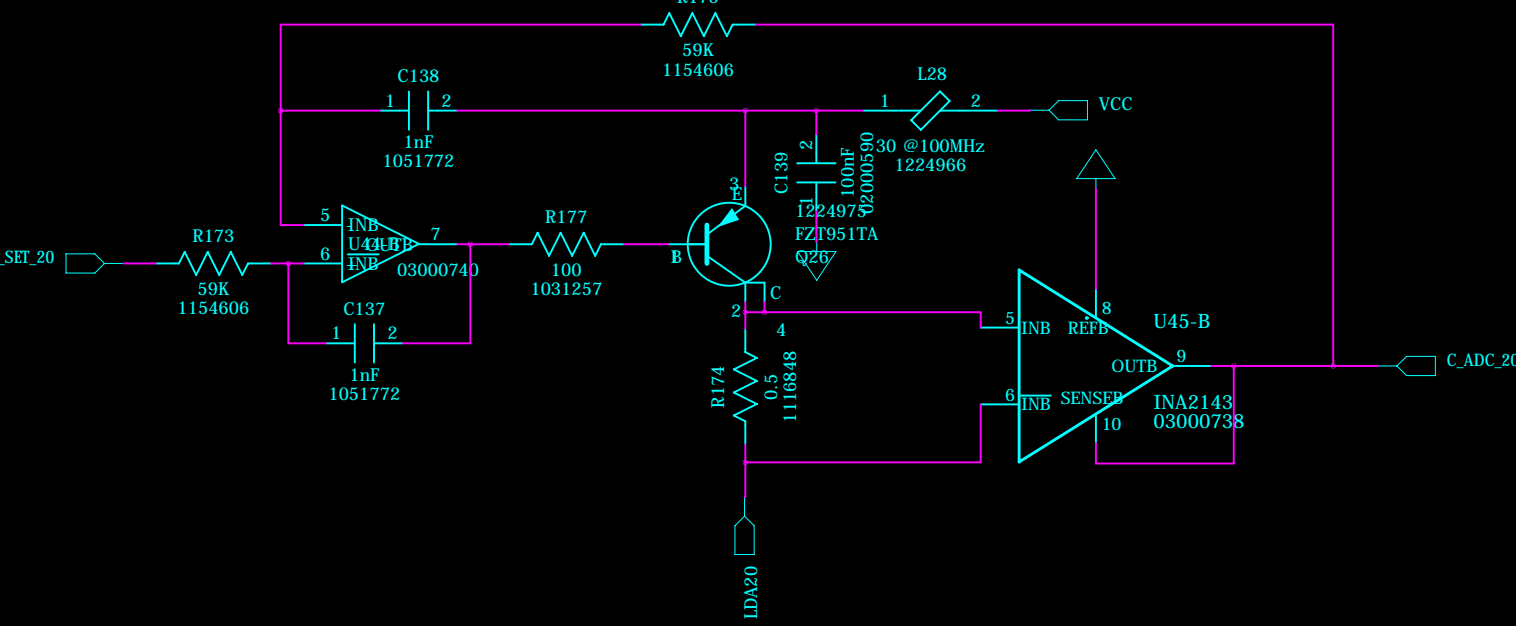 59K
1154606
C138
1
2
1nF
1051772
L28
1
2
VCC
30 @100MHz
1224966
C139
2
1
100nF
02000590
1224975
FZT951TA
Q26
3
E
B
C
2
4
_SET_20
R173
59K
1154606
5
INB
U44-B
OUTB
7
6
INB
03000740
R177
100
1031257
C137
1
2
1nF
1051772
R174
0.5
1116848
5
INB
REFB
8
U45-B
OUTB
9
C_ADC_20
6
INB
SENSEB
10
INA2143
03000738
LDA20